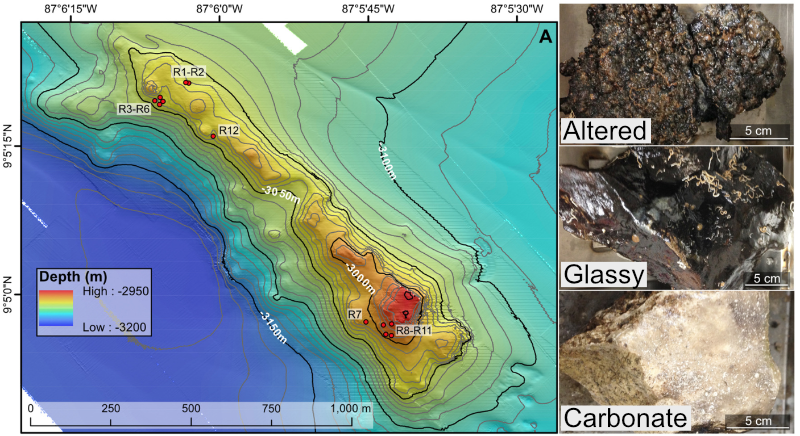 87°6'15"W 87°6'0"W 87°5'45"W 87°5'30"W
A
R1-R2
R3-R6
R12
9°5'15"N
-3100m
-3050m
Depth (m)
High : -2950
Low : -3200
-3000m
9°5'0"N
R7
R8-R11
-3150m
0 250 500 750 1,000 m
Altered
5 cm
Glassy
5 cm
Carbonate
5 cm